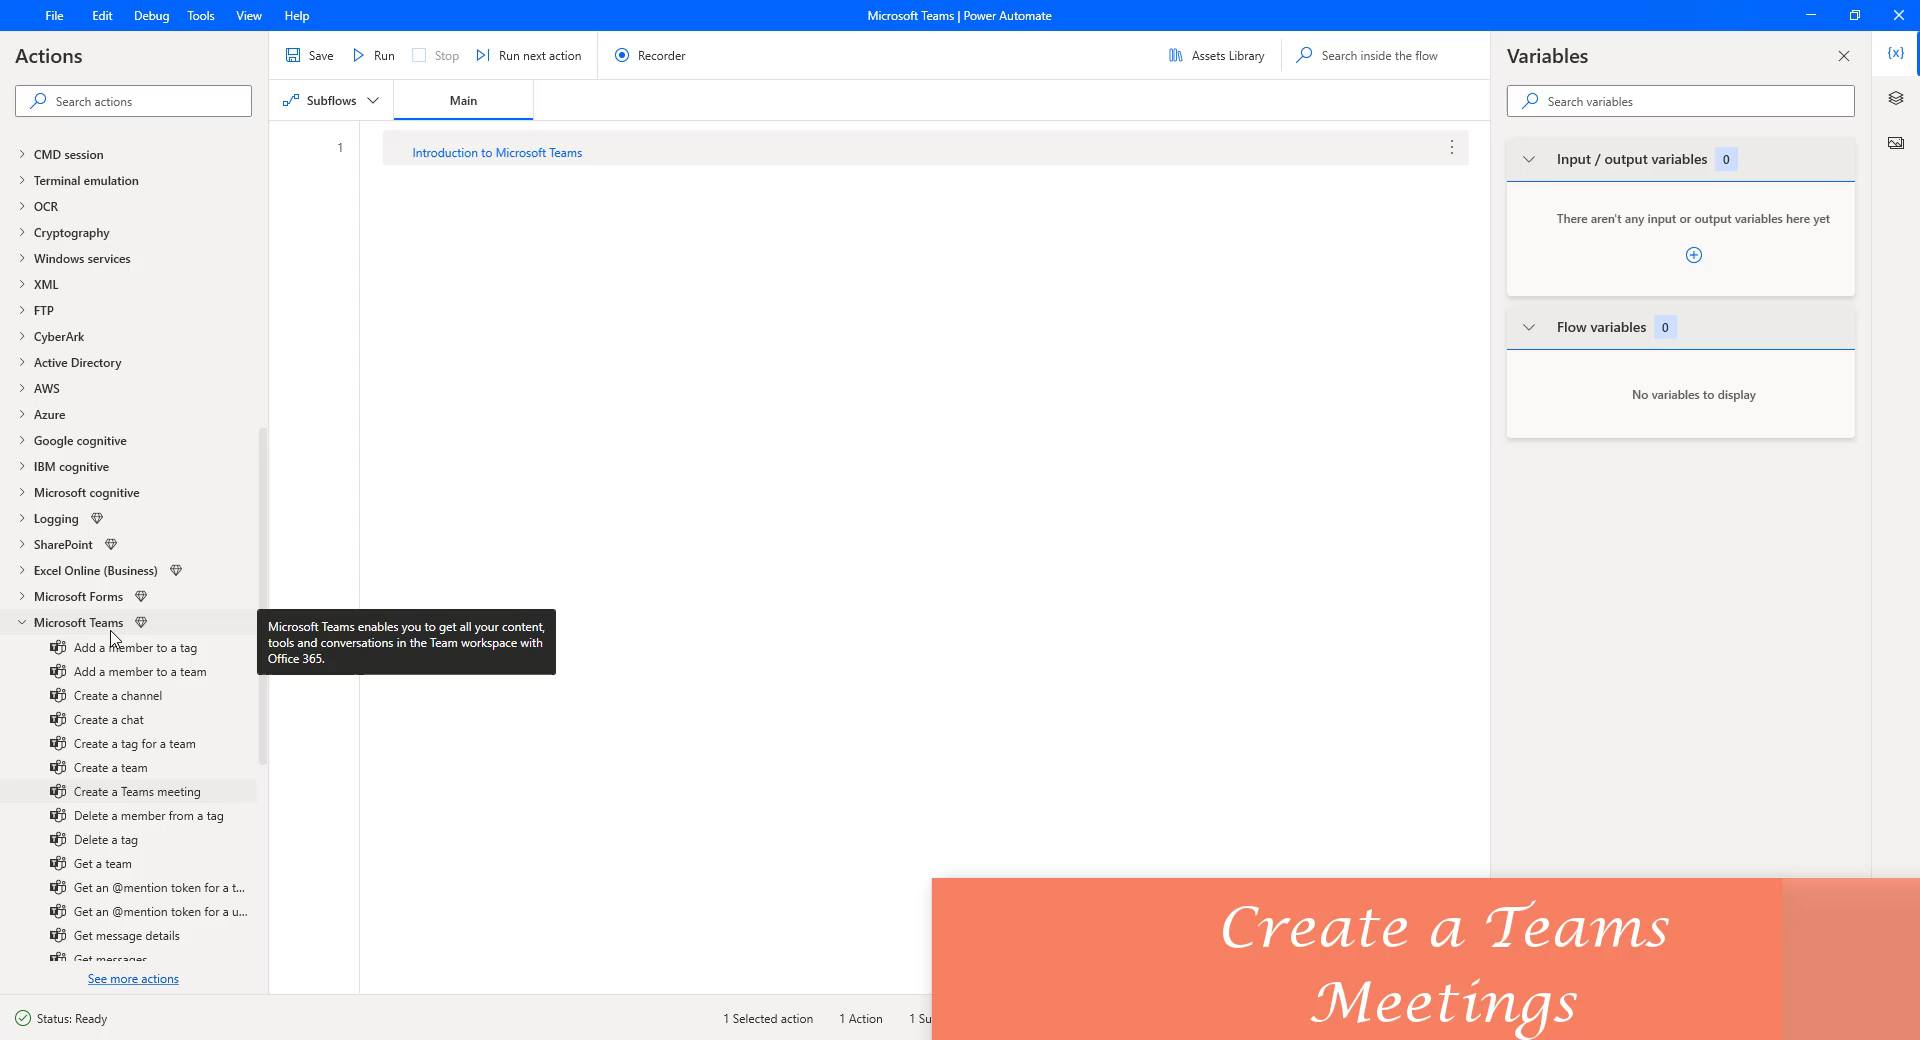 File Edit Debug Tools View Help
Microsoft Teams | Power Automate
Actions
Search actions
CMD session
Terminal emulation
OCR
Cryptography
Windows services
XML
FTP
CyberArk
Active Directory
AWS
Azure
Google cognitive
IBM cognitive
Microsoft cognitive
Logging
SharePoint
Excel Online (Business)
Microsoft Forms
Microsoft Teams
Add a member to a tag
Add a member to a team
Create a channel
Create a chat
Create a tag for a team
Create a team
Create a Teams meeting
Delete a member from a tag
Delete a tag
Get a team
Get an @mention token for a t...
Get an @mention token for a u...
Get message details
Get messages
See more actions
Save Run Stop Run next action Recorder
Assets Library Search inside the flow
Subflows Main
1 Introduction to Microsoft Teams
Microsoft Teams enables you to get all your content,
tools and conversations in the Team workspace with
Office 365.
Variables
{x}
Search variables
Input / output variables 0
There aren't any input or output variables here yet
Flow variables 0
No variables to display
Status: Ready
1 Selected action 1 Action 1 Su
Create a Teams
Meetings